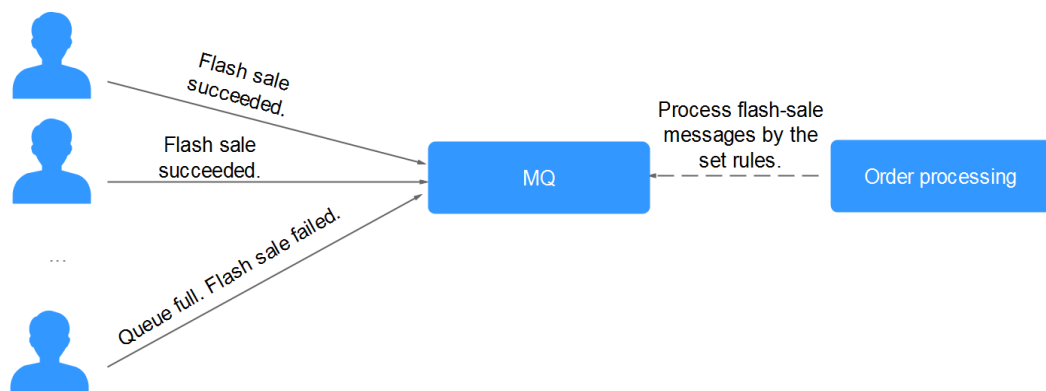 Flash sale
succeeded.
Flash sale
succeeded.
Process flash-sale
messages by the
set rules.
MQ
Order processing
...
Queue full. Flash sale failed.